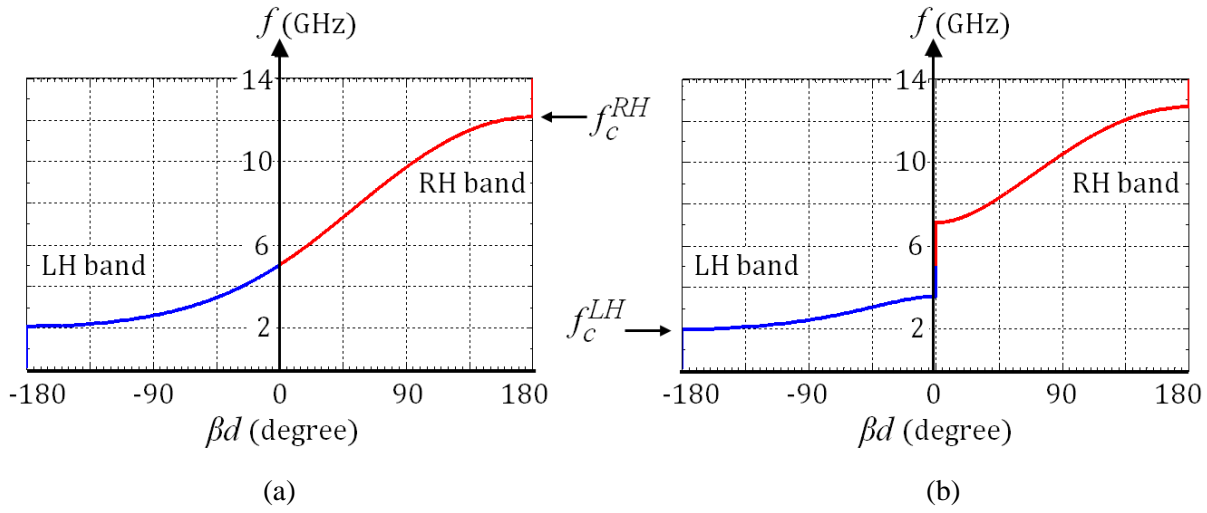 f (GHz)
14
10
6
2
LH band
RH band
-180 -90 0 90 180
βd (degree)
(a)
f_c^{RH}
f_c^{LH}
f (GHz)
14
10
6
2
LH band
RH band
-180 -90 0 90 180
βd (degree)
(b)